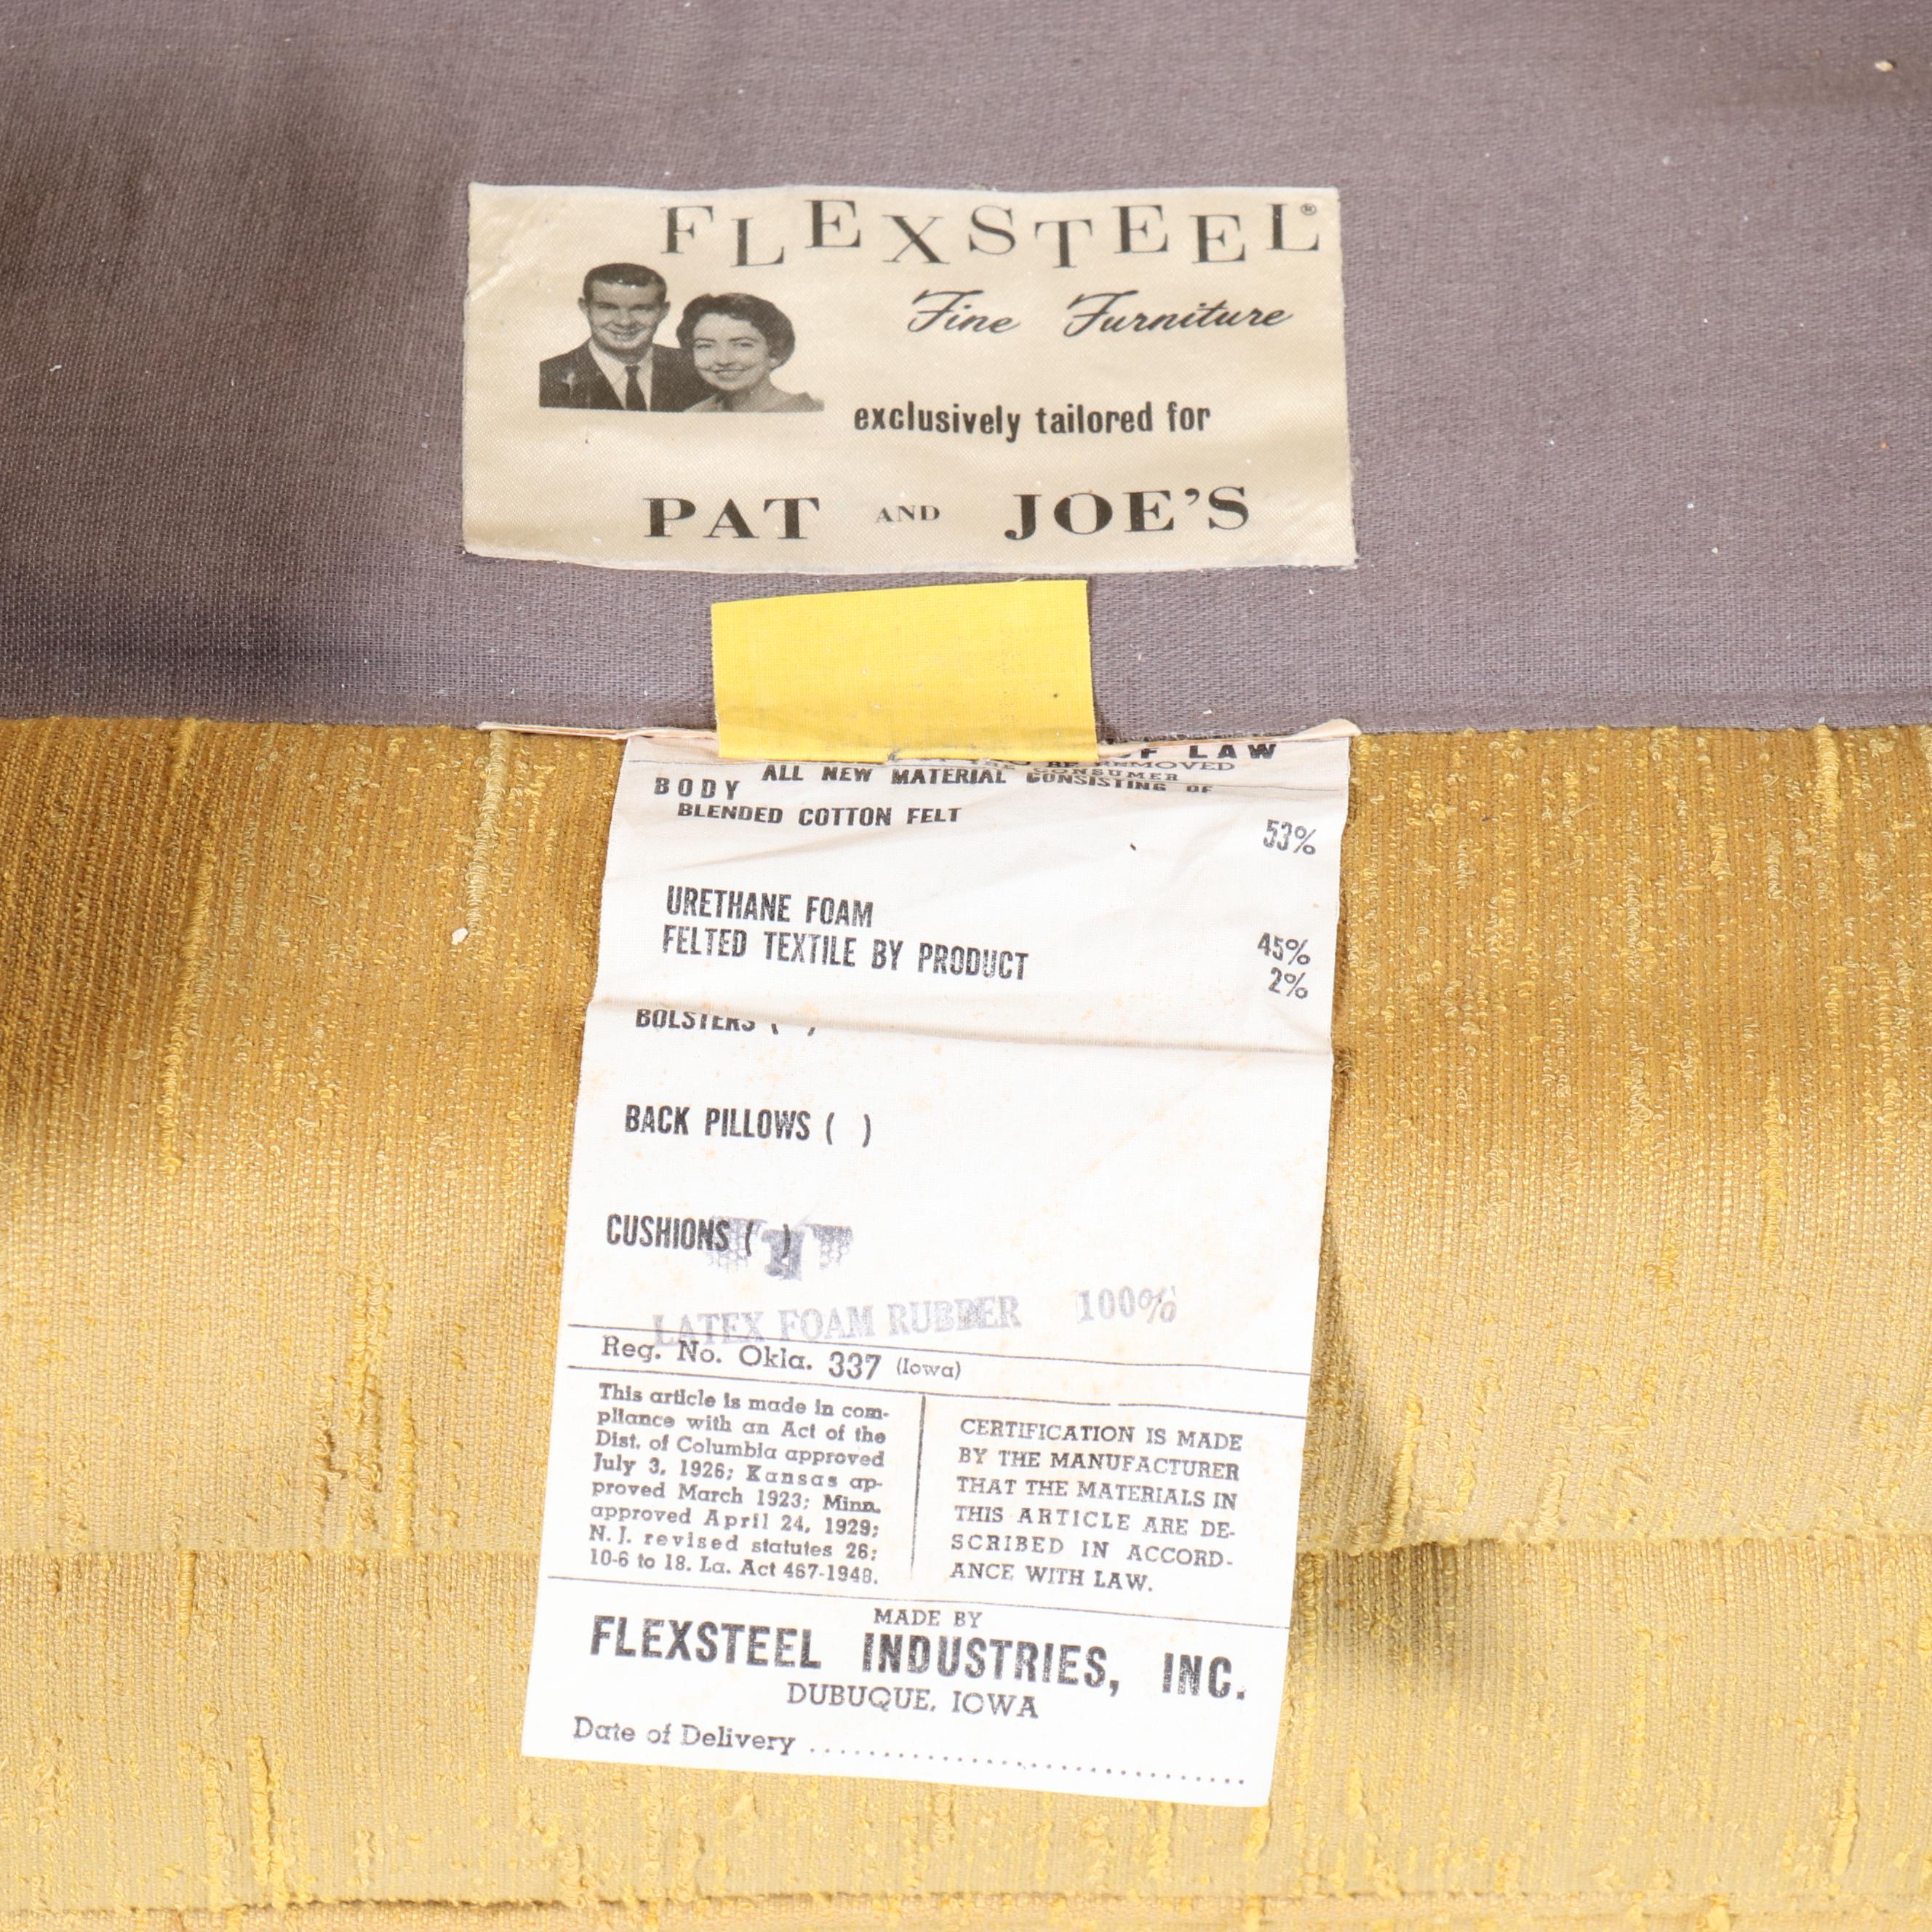 FLEXSTEEL®
Fine Furniture
exclusively tailored for
PAT AND JOE'S
OF LAW
REMOVED
CONSUMER
ALL NEW MATERIAL CONSISTING OF
BODY
BLENDED COTTON FELT 53%
URETHANE FOAM 45%
FELTED TEXTILE BY PRODUCT 2%
BOLSTERS ( )
BACK PILLOWS ( )
CUSHIONS ( )
LATEX FOAM RUBBER 100%
Reg. No. Okla. 337 (Iowa)
This article is made in com-
pliance with an Act of the
Dist. of Columbia approved
July 3, 1926; Kansas ap-
proved March 1923; Minn.
approved April 24, 1929;
N. J. revised statutes 26;
10-6 to 18. La. Act 467-1948.
CERTIFICATION IS MADE
BY THE MANUFACTURER
THAT THE MATERIALS IN
THIS ARTICLE ARE DE-
SCRIBED IN ACCORD-
ANCE WITH LAW.
MADE BY
FLEXSTEEL INDUSTRIES, INC.
DUBUQUE, IOWA
Date of Delivery ........................................